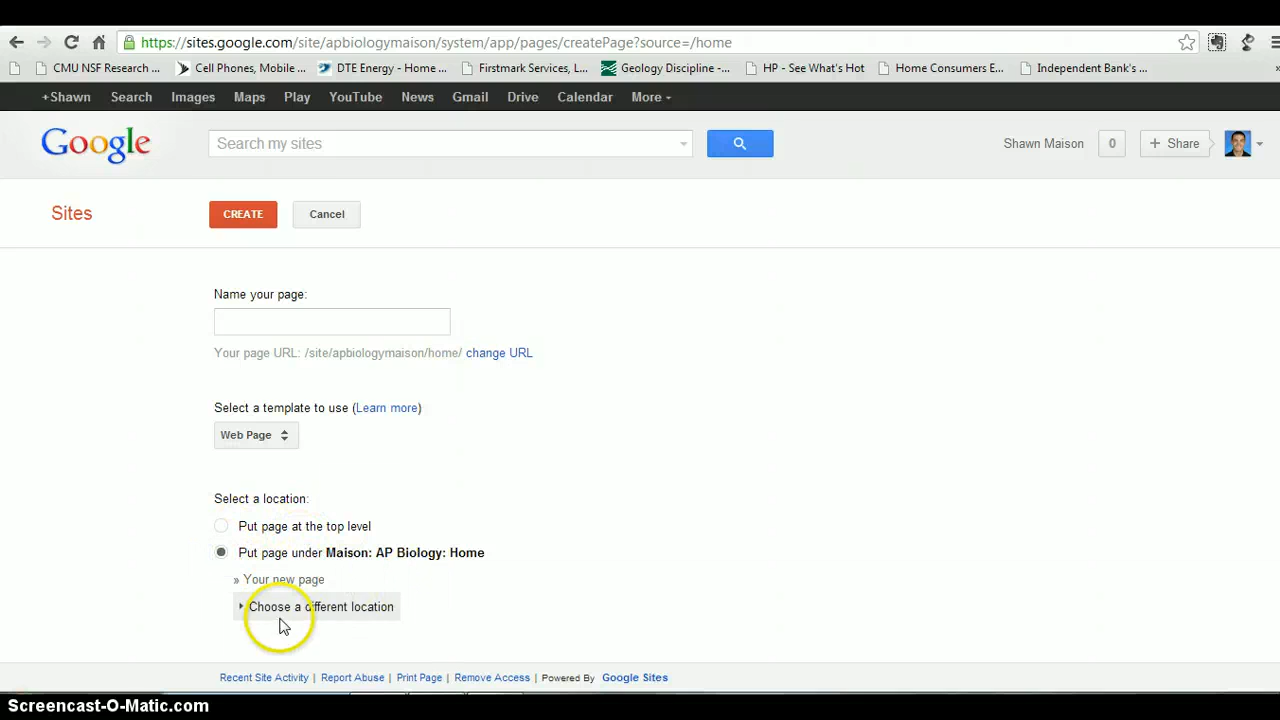 https://sites.google.com/site/apbiologymaison/system/app/pages/createPage?source=/home
CMU NSF Research ... Cell Phones, Mobile ... DTE Energy - Home ... Firstmark Services, L... Geology Discipline -... HP - See What's Hot Home Consumers E... Independent Bank's ... »
+Shawn Search Images Maps Play YouTube News Gmail Drive Calendar More
Google Search my sites Shawn Maison 0 + Share
Sites CREATE Cancel
Name your page:
Your page URL: /site/apbiologymaison/home/ change URL
Select a template to use (Learn more)
Web Page
Select a location:
Put page at the top level
Put page under Maison: AP Biology: Home
» Your new page
Choose a different location
Recent Site Activity | Report Abuse | Print Page | Remove Access | Powered By Google Sites
Screencast-O-Matic.com